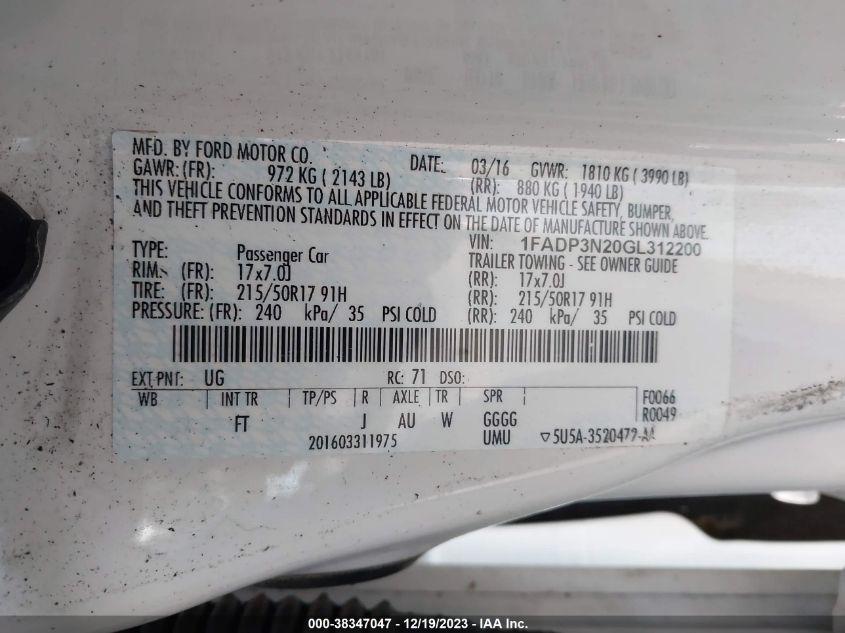 MFD. BY FORD MOTOR CO. DATE: 03/16 GVWR: 1810 KG ( 3990 LB)
GAWR: (FR): 972 KG ( 2143 LB) (RR): 880 KG ( 1940 LB)
THIS VEHICLE CONFORMS TO ALL APPLICABLE FEDERAL MOTOR VEHICLE SAFETY, BUMPER,
AND THEFT PREVENTION STANDARDS IN EFFECT ON THE DATE OF MANUFACTURE SHOWN ABOVE.
VIN: 1FADP3N20GL312200
TYPE: Passenger Car TRAILER TOWING - SEE OWNER GUIDE
RIM: (FR): 17x7.0J (RR): 17x7.0J
TIRE: (FR): 215/50R17 91H (RR): 215/50R17 91H
PRESSURE: (FR): 240 kPa/ 35 PSI COLD (RR): 240 kPa/ 35 PSI COLD
EXT PNT: UG RC: 71 DSO:
WB INT TR TP/PS R AXLE TR SPR F0066
FT J AU W GGGG R0049
201603311975 UMU ▽5U5A-3520472-AA
000-38347047 - 12/19/2023 - IAA Inc.